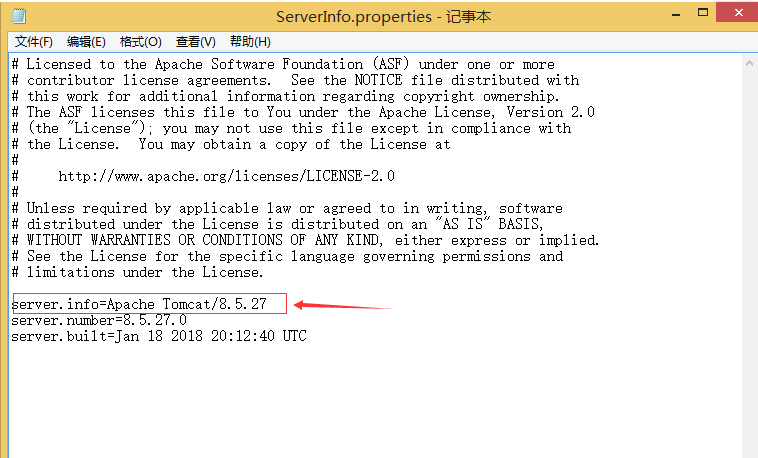 ServerInfo.properties - 记事本
文件(F) 编辑(E) 格式(O) 查看(V) 帮助(H)
# Licensed to the Apache Software Foundation (ASF) under one or more
# contributor license agreements.  See the NOTICE file distributed with
# this work for additional information regarding copyright ownership.
# The ASF licenses this file to You under the Apache License, Version 2.0
# (the "License"); you may not use this file except in compliance with
# the License.  You may obtain a copy of the License at
#
#     http://www.apache.org/licenses/LICENSE-2.0
#
# Unless required by applicable law or agreed to in writing, software
# distributed under the License is distributed on an "AS IS" BASIS,
# WITHOUT WARRANTIES OR CONDITIONS OF ANY KIND, either express or implied.
# See the License for the specific language governing permissions and
# limitations under the License.
server.info=Apache Tomcat/8.5.27
server.number=8.5.27.0
server.built=Jan 18 2018 20:12:40 UTC